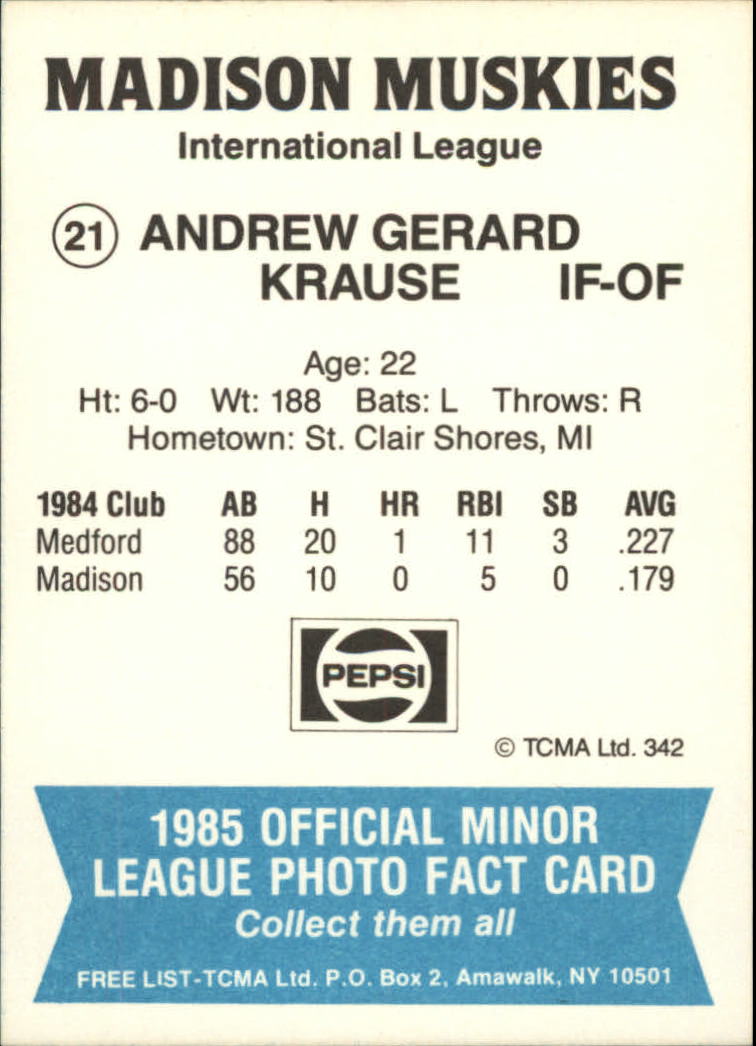 MADISON MUSKIES
International League
21 ANDREW GERARD
KRAUSE IF-OF
Age: 22
Ht: 6-0 Wt: 188 Bats: L Throws: R
Hometown: St. Clair Shores, MI
1984 Club AB H HR RBI SB AVG
Medford 88 20 1 11 3 .227
Madison 56 10 0 5 0 .179
PEPSI
© TCMA Ltd. 342
1985 OFFICIAL MINOR
LEAGUE PHOTO FACT CARD
Collect them all
FREE LIST-TCMA Ltd. P.O. Box 2, Amawalk, NY 10501